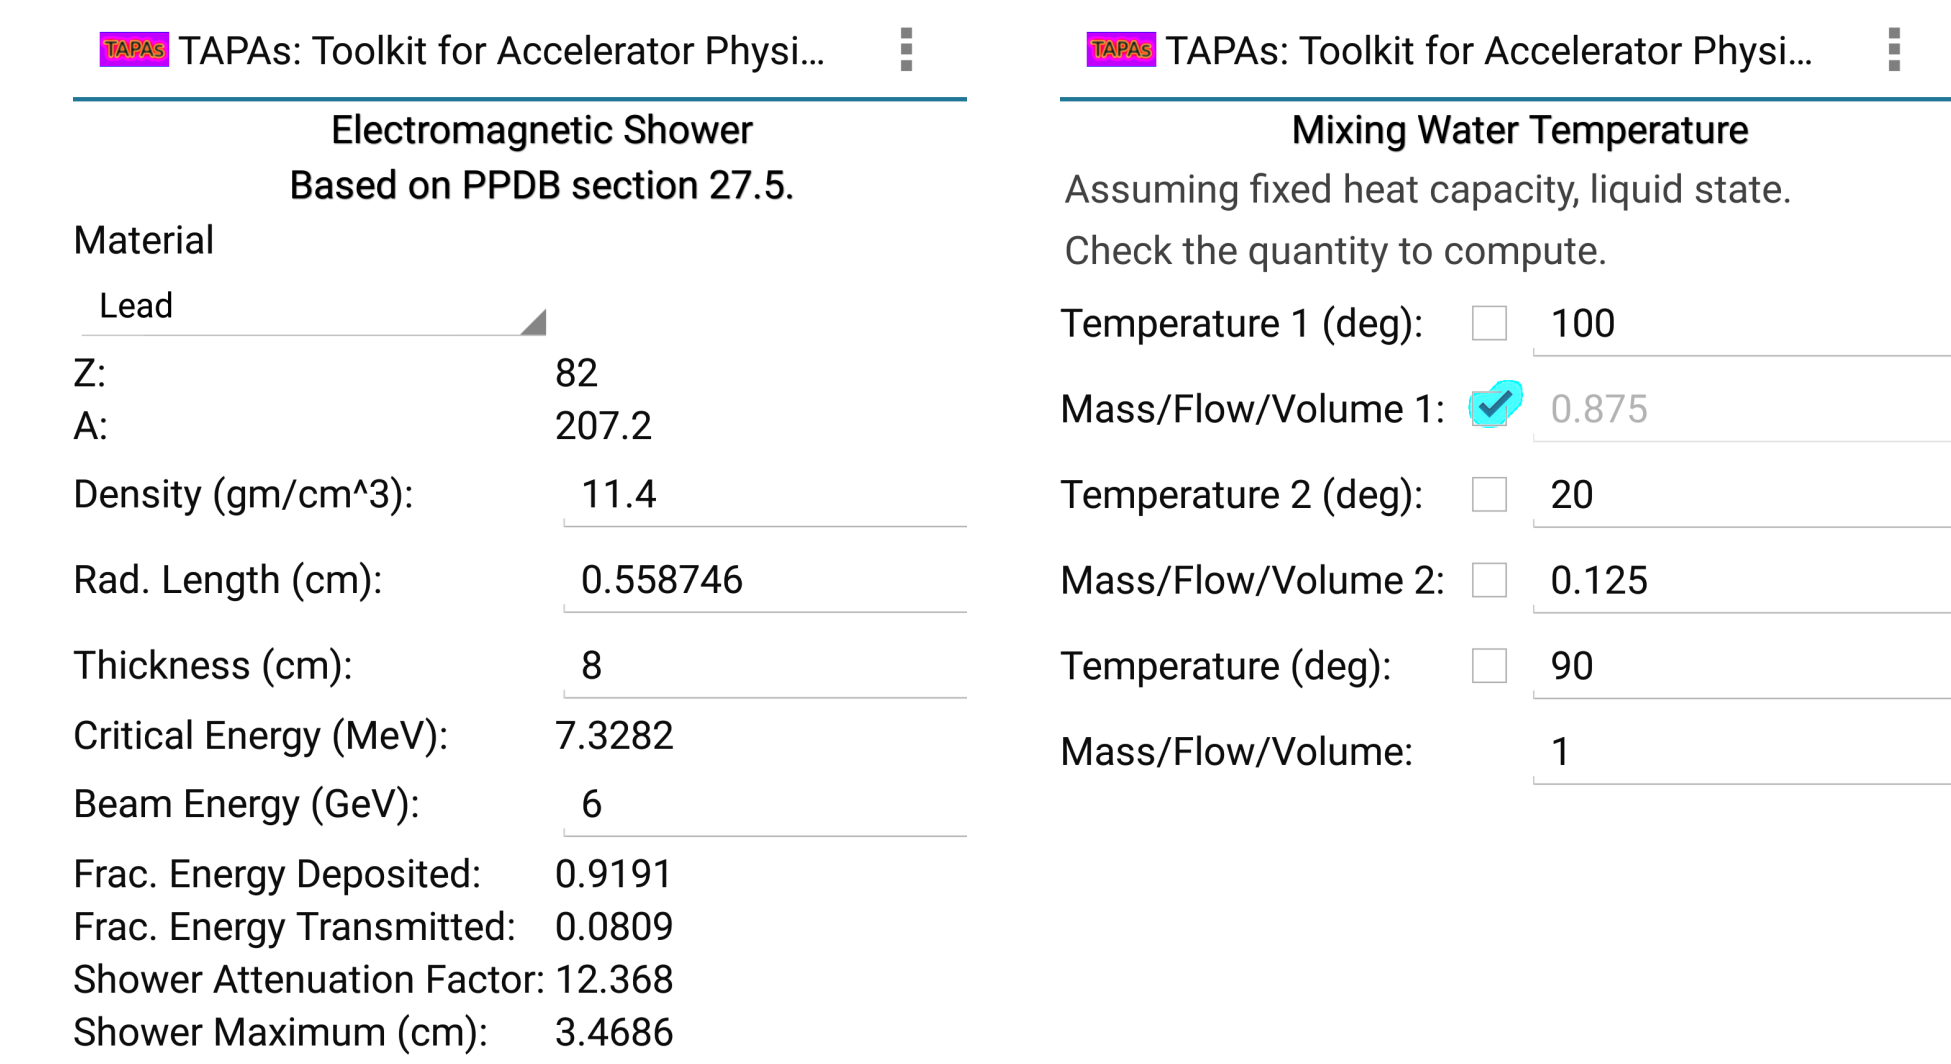 TAPAs TAPAs: Toolkit for Accelerator Physi...
Electromagnetic Shower
Based on PPDB section 27.5.
Material
Lead
Z: 82
A: 207.2
Density (gm/cm^3): 11.4
Rad. Length (cm): 0.558746
Thickness (cm): 8
Critical Energy (MeV): 7.3282
Beam Energy (GeV): 6
Frac. Energy Deposited: 0.9191
Frac. Energy Transmitted: 0.0809
Shower Attenuation Factor: 12.368
Shower Maximum (cm): 3.4686
TAPAs TAPAs: Toolkit for Accelerator Physi...
Mixing Water Temperature
Assuming fixed heat capacity, liquid state.
Check the quantity to compute.
Temperature 1 (deg): 100
Mass/Flow/Volume 1: 0.875
Temperature 2 (deg): 20
Mass/Flow/Volume 2: 0.125
Temperature (deg): 90
Mass/Flow/Volume: 1